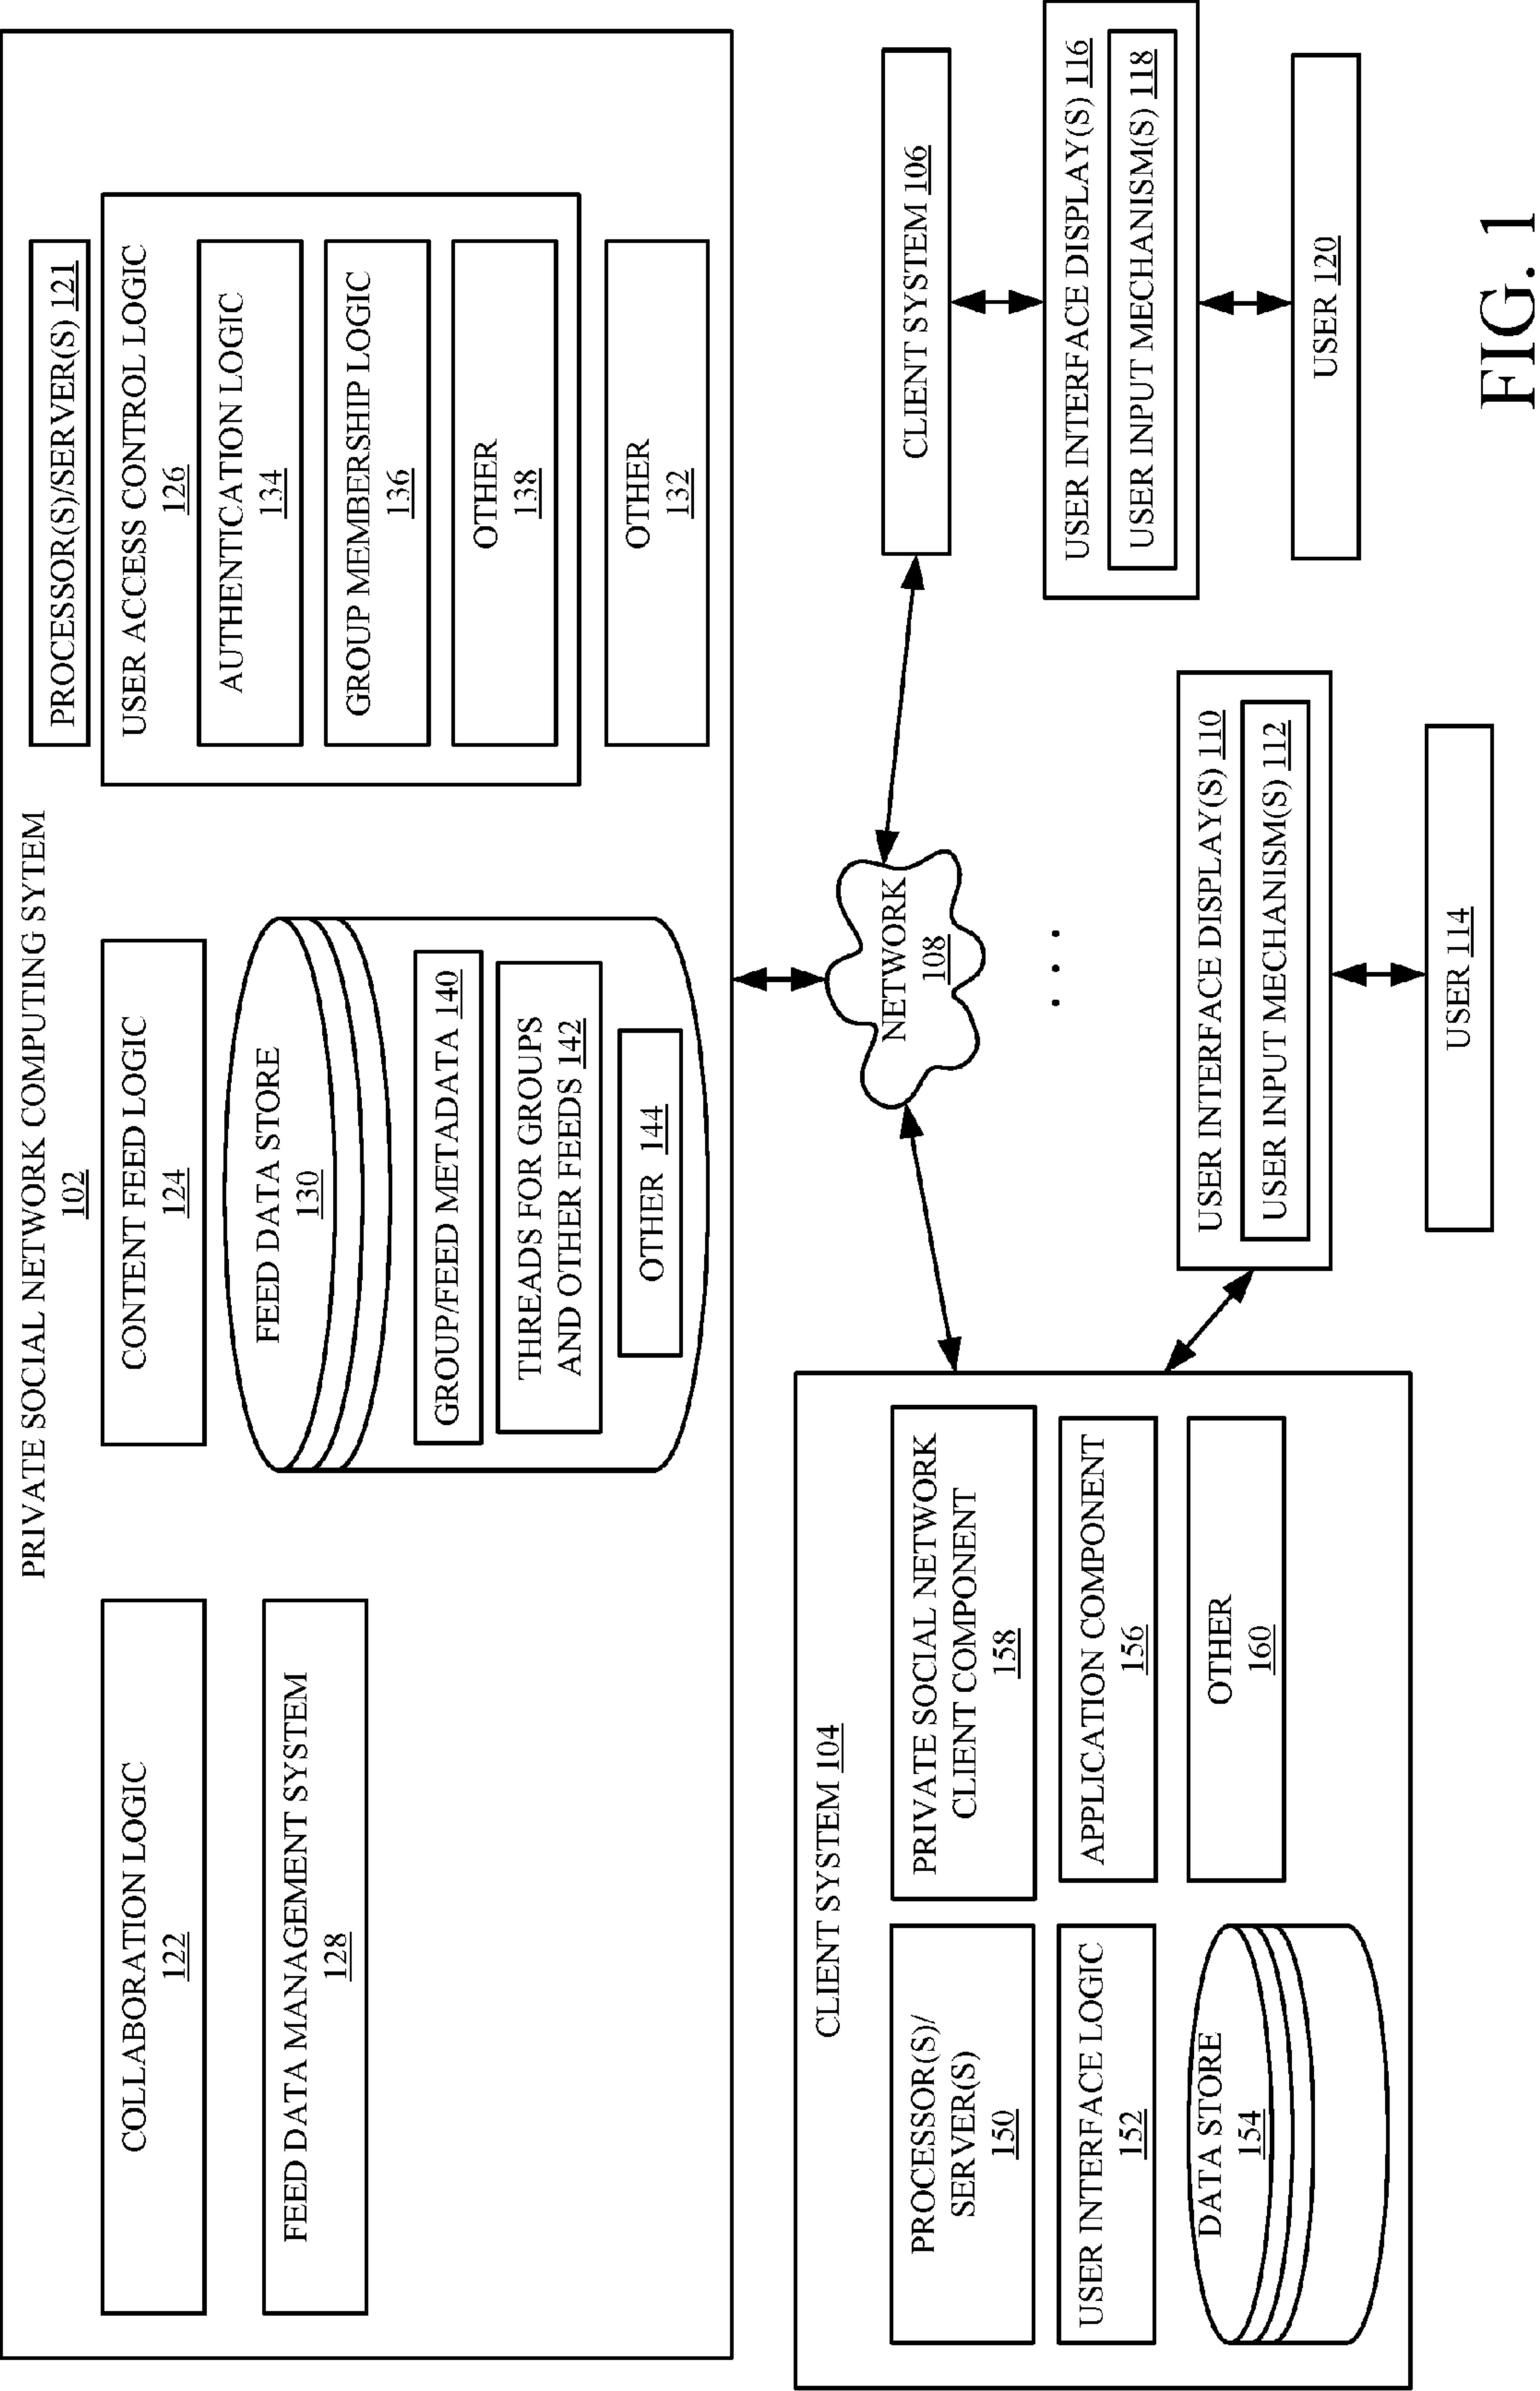 PRIVATE SOCIAL NETWORK COMPUTING SYTEM
102
COLLABORATION LOGIC
122
FEED DATA MANAGEMENT SYSTEM
128
CONTENT FEED LOGIC
124
FEED DATA STORE
130
GROUP/FEED METADATA 140
THREADS FOR GROUPS
AND OTHER FEEDS 142
OTHER 144
PROCESSOR(S)/SERVER(S) 121
USER ACCESS CONTROL LOGIC
126
AUTHENTICATION LOGIC
134
GROUP MEMBERSHIP LOGIC
136
OTHER
138
OTHER
132
NETWORK
108
. . .
CLIENT SYSTEM 104
PROCESSOR(S)/
SERVER(S)
150
USER INTERFACE LOGIC
152
DATA STORE
154
PRIVATE SOCIAL NETWORK
CLIENT COMPONENT
158
APPLICATION COMPONENT
156
OTHER
160
USER INTERFACE DISPLAY(S) 110
USER INPUT MECHANISM(S) 112
USER 114
CLIENT SYSTEM 106
USER INTERFACE DISPLAY(S) 116
USER INPUT MECHANISM(S) 118
USER 120
FIG. 1